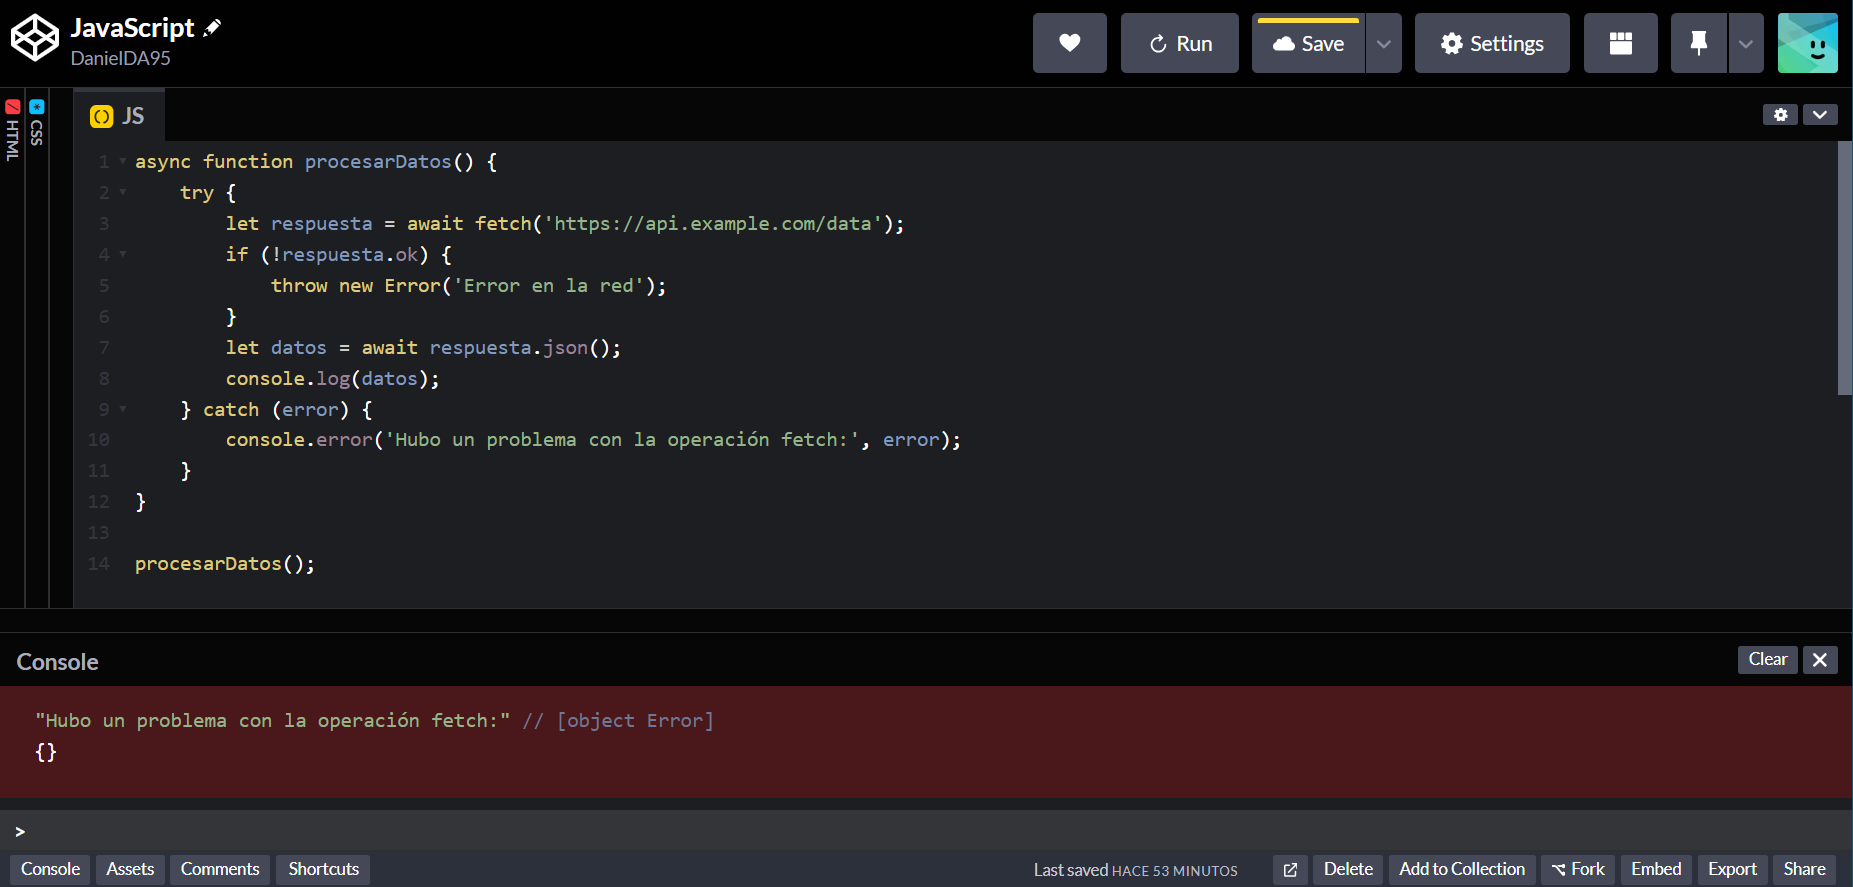 JavaScript
DanielDA95
Run
Save
Settings
HTML
CSS
JS
1 async function procesarDatos() {
2     try {
3         let respuesta = await fetch('https://api.example.com/data');
4         if (!respuesta.ok) {
5             throw new Error('Error en la red');
6         }
7         let datos = await respuesta.json();
8         console.log(datos);
9     } catch (error) {
10         console.error('Hubo un problema con la operación fetch:', error);
11     }
12 }
13
14 procesarDatos();
Console
Clear
"Hubo un problema con la operación fetch:" // [object Error]
{}
>
Console Assets Comments Shortcuts Last saved HACE 53 MINUTOS Delete Add to Collection Fork Embed Export Share